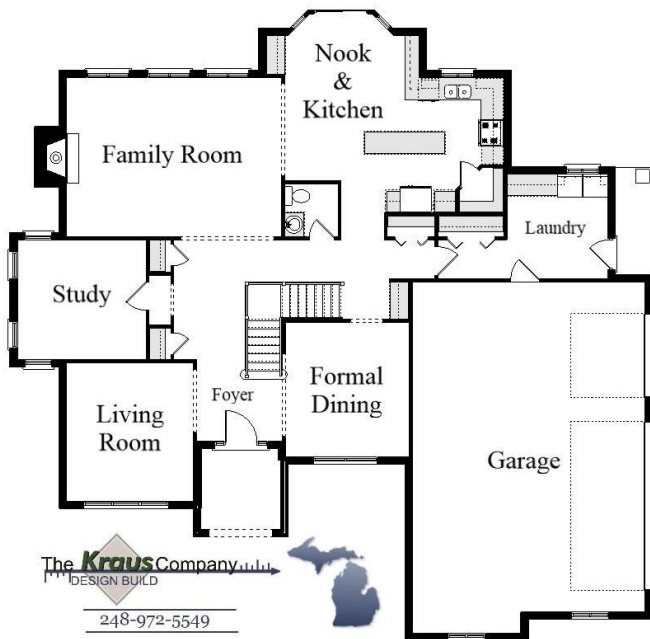 Nook
&
Kitchen
Family Room
Laundry
Study
Foyer
Formal
Dining
Living
Room
Garage
The Kraus Company
DESIGN BUILD
248-972-5549